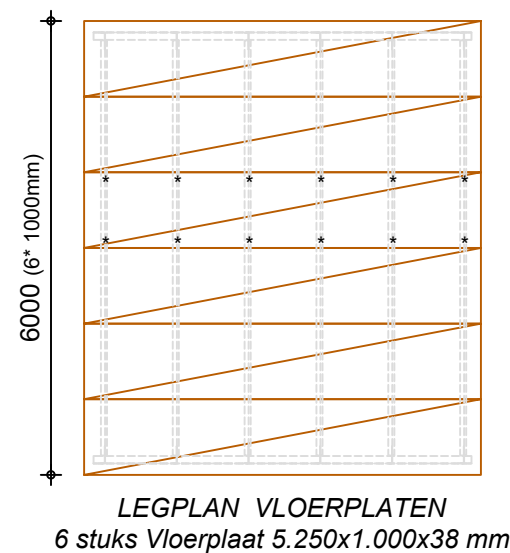 6000 (6* 1000mm)
* * * * * *
* * * * * *
LEGPLAN VLOERPLATEN
6 stuks Vloerplaat 5.250x1.000x38 mm